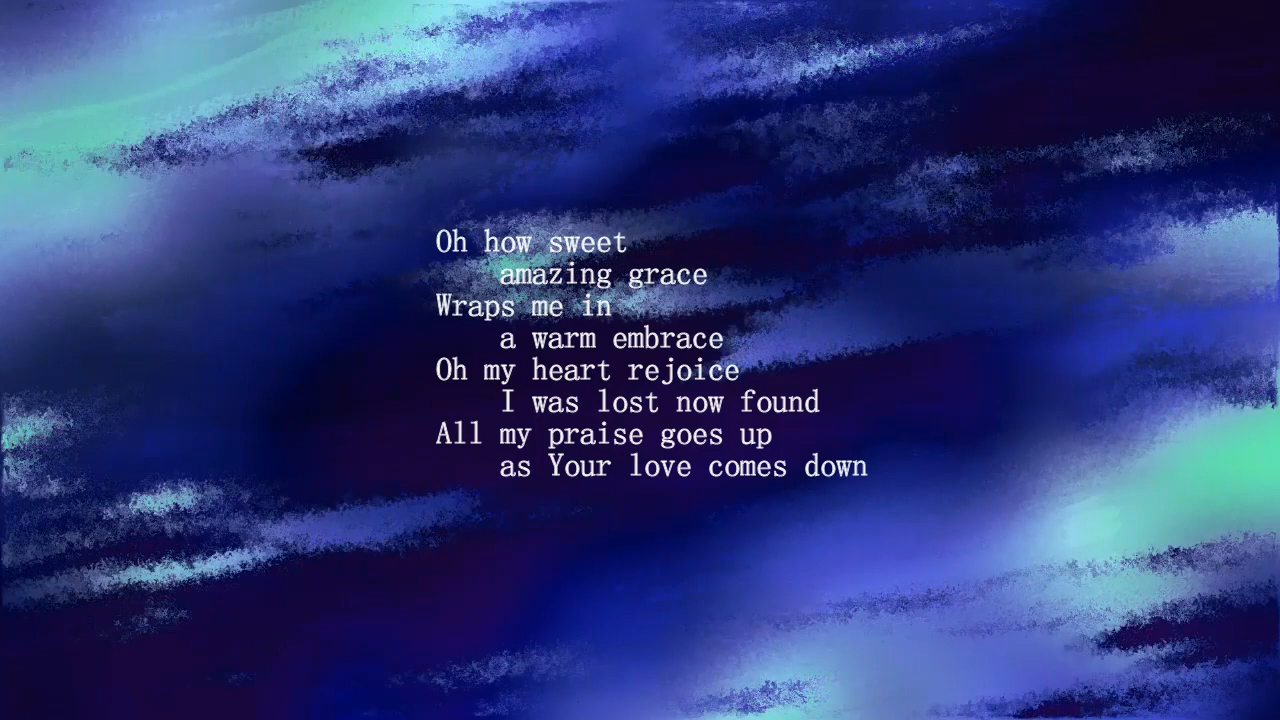 Oh how sweet
amazing grace
Wraps me in
a warm embrace
Oh my heart rejoice
I was lost now found
All my praise goes up
as Your love comes down